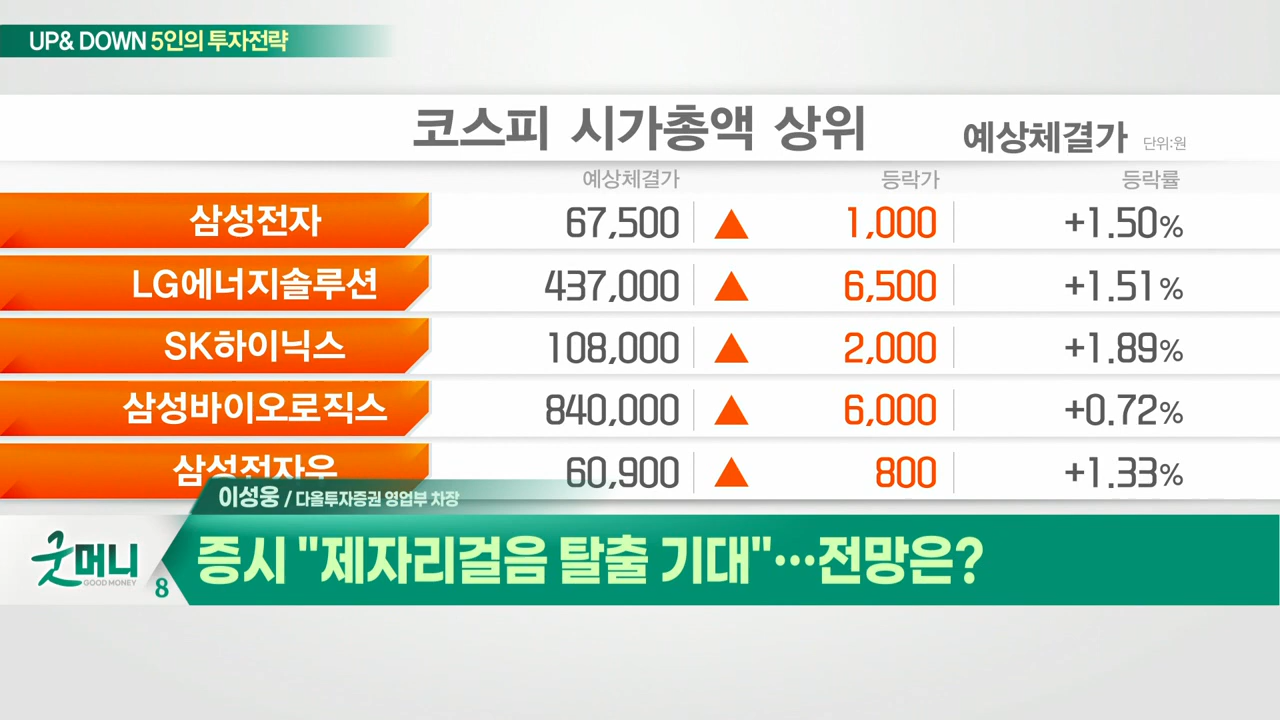 UP& DOWN 5인의 투자전략
코스피 시가총액 상위 예상체결가 단위:원
예상체결가 등락가 등락률
삼성전자 67,500 ▲ 1,000 +1.50%
LG에너지솔루션 437,000 ▲ 6,500 +1.51%
SK하이닉스 108,000 ▲ 2,000 +1.89%
삼성바이오로직스 840,000 ▲ 6,000 +0.72%
삼성전자우 60,900 ▲ 800 +1.33%
이성웅 / 다올투자증권 영업부 차장
증시 "제자리걸음 탈출 기대"…전망은?
굿머니
GOOD MONEY
8